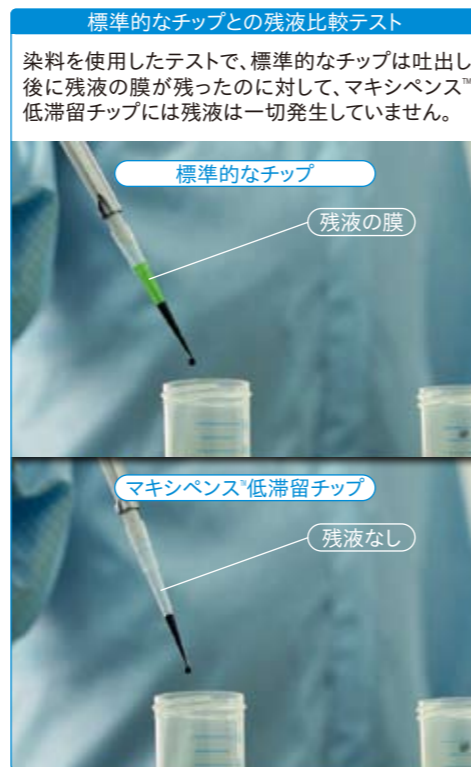 標準的なチップとの残液比較テスト
染料を使用したテストで、標準的なチップは吐出し
後に残液の膜が残ったのに対して、マキシペンス™
低滞留チップには残液は一切発生していません。
標準的なチップ
残液の膜
マキシペンス™低滞留チップ
残液なし